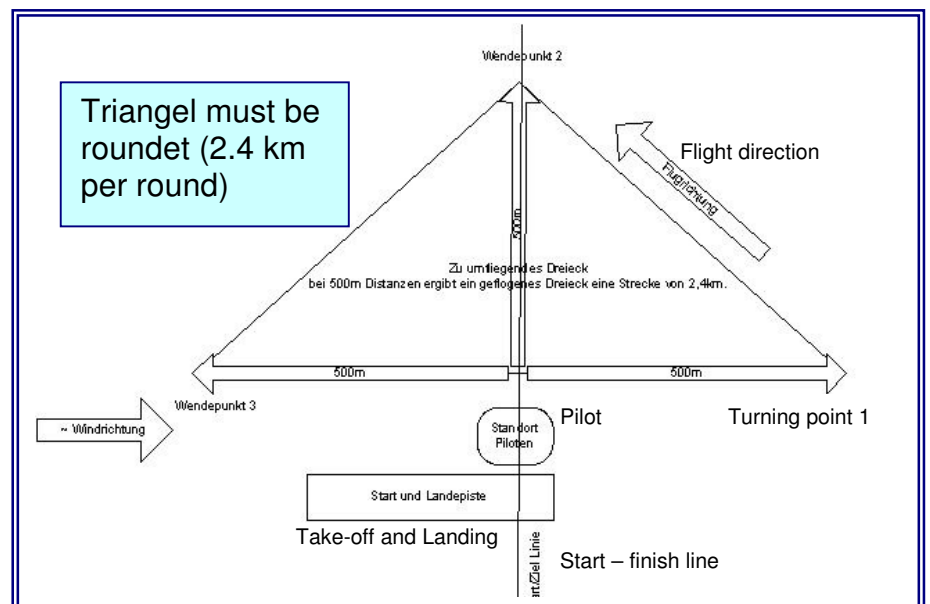 Wendepunkt 2
Triangel must be
roundet (2.4 km
per round)
Flight direction
Flugrichtung
500m
Zu umfliegendes Dreieck
bei 500m Distanzen ergibt ein geflogenes Dreieck eine Strecke von 2,4km.
500m
500m
Wendepunkt 3
Turning point 1
~ Windrichtung
Standort
Piloten
Pilot
Start und Landepiste
Take-off and Landing
Start – finish line
Ziel Linie